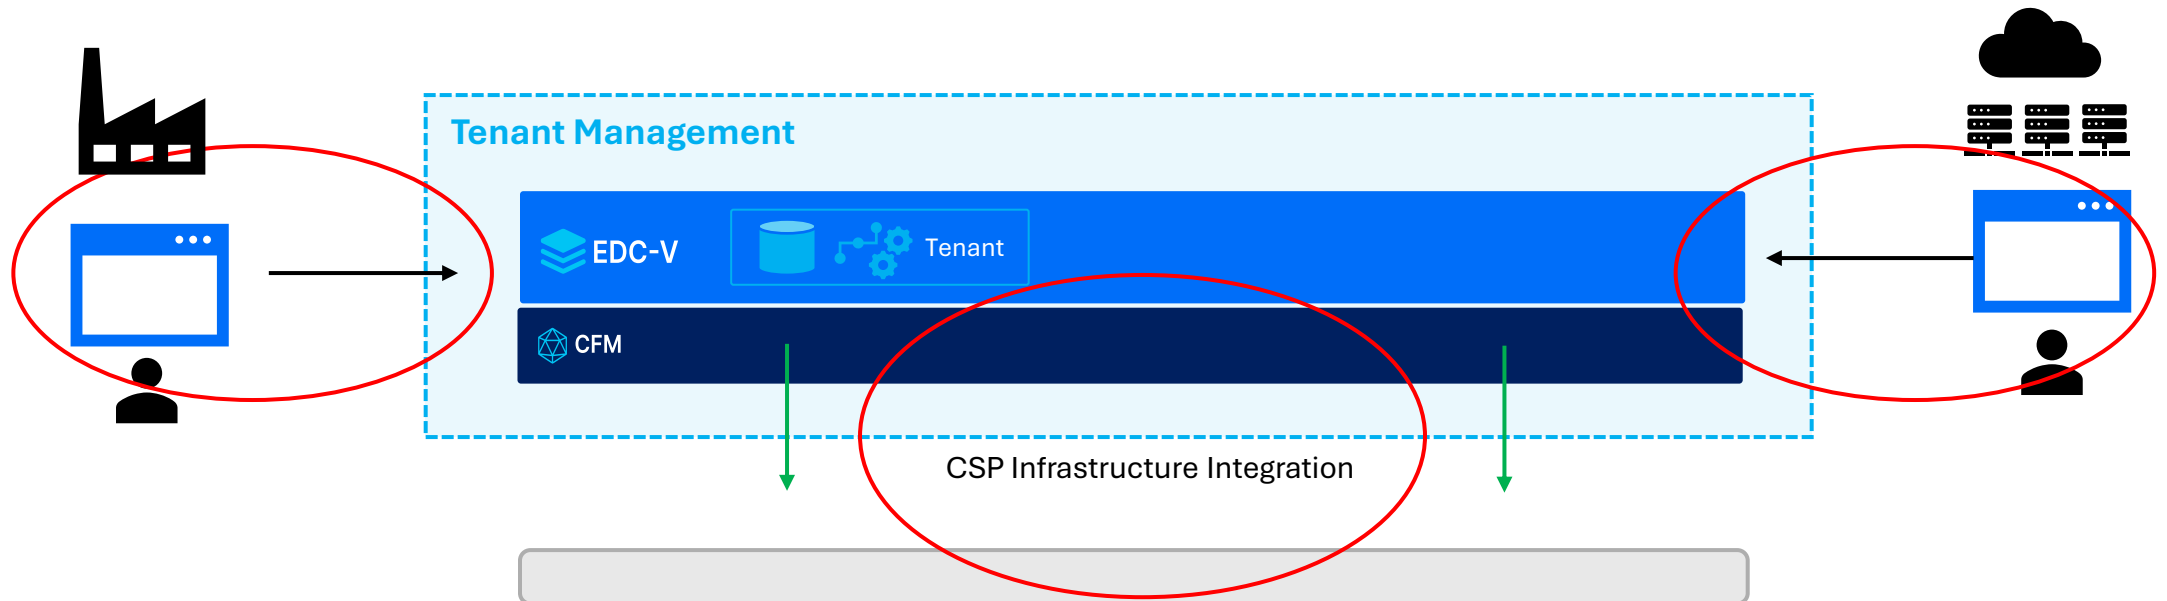 Tenant Management
EDC-V
Tenant
CFM
CSP Infrastructure Integration